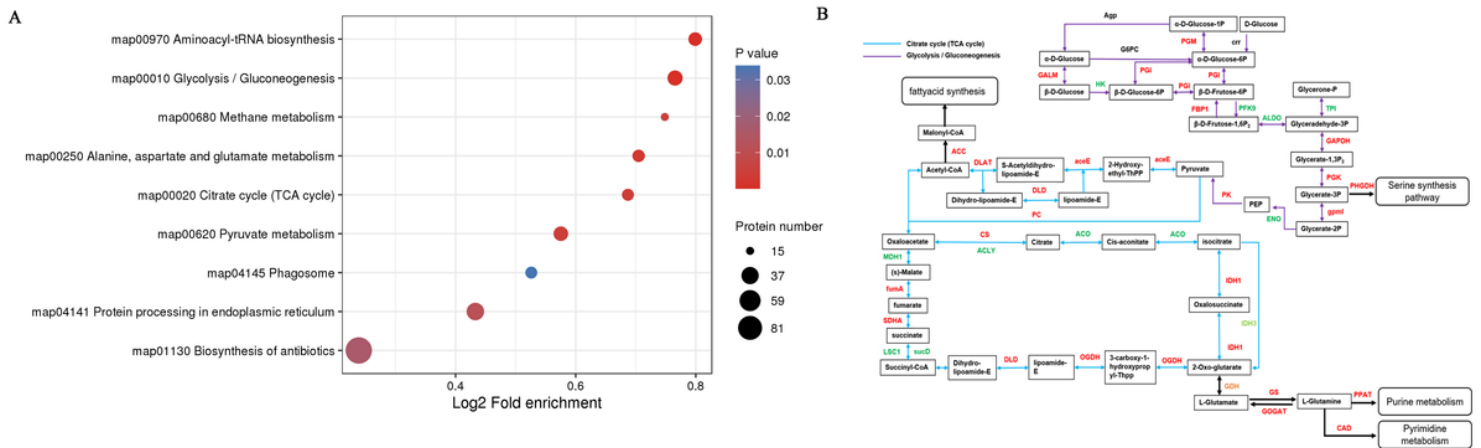 A
map00970 Aminoacyl-tRNA biosynthesis
map00010 Glycolysis / Gluconeogenesis
map00680 Methane metabolism
map00250 Alanine, aspartate and glutamate metabolism
map00020 Citrate cycle (TCA cycle)
map00620 Pyruvate metabolism
map04145 Phagosome
map04141 Protein processing in endoplasmic reticulum
map01130 Biosynthesis of antibiotics
0.4 0.6 0.8
Log2 Fold enrichment
P value
0.03
0.02
0.01
Protein number
15
37
59
81
B
Citrate cycle (TCA cycle)
Glycolysis / Gluconeogenesis
Agp
α-D-Glucose-1P
D-Glucose
PGM
crr
G6PC
α-D-Glucose
α-D-Glucose-6P
GALM
PGI
PGI
β-D-Glucose
HK
β-D-Glucose-6P
PGI
β-D-Frutose-6P
FBP1
PFK9
β-D-Frutose-1,6P2
ALDO
Glycerone-P
TPI
Glyceradehyde-3P
GAPDH
Glycerate-1,3P2
PGK
Glycerate-3P
PHGDH
Serine synthesis
pathway
gpmI
Glycerate-2P
ENO
PEP
PK
fattyacid synthesis
Malonyl-CoA
ACC
Acetyl-CoA
DLAT
S-Acetyldihydro-
lipoamide-E
aceE
2-Hydroxy-
ethyl-ThPP
aceE
Pyruvate
Dihydro-lipoamide-E
DLD
lipoamide-E
PC
Oxaloacetate
CS
ACLY
Citrate
ACO
Cis-aconitate
ACO
isocitrate
MDH1
(s)-Malate
fumA
fumarate
SDHA
succinate
LSC1 sucD
Succinyl-CoA
IDH1
Oxalosuccinate
IDH3
IDH1
Dihydro-
lipoamide-E
DLD
lipoamide-
E
OGDH
3-carboxy-1-
hydroxyprop
yl-Thpp
OGDH
2-Oxo-glutarate
GDH
L-Glutamate
GS
GOGAT
L-Glutamine
PPAT
Purine metabolism
CAD
Pyrimidine
metabolism